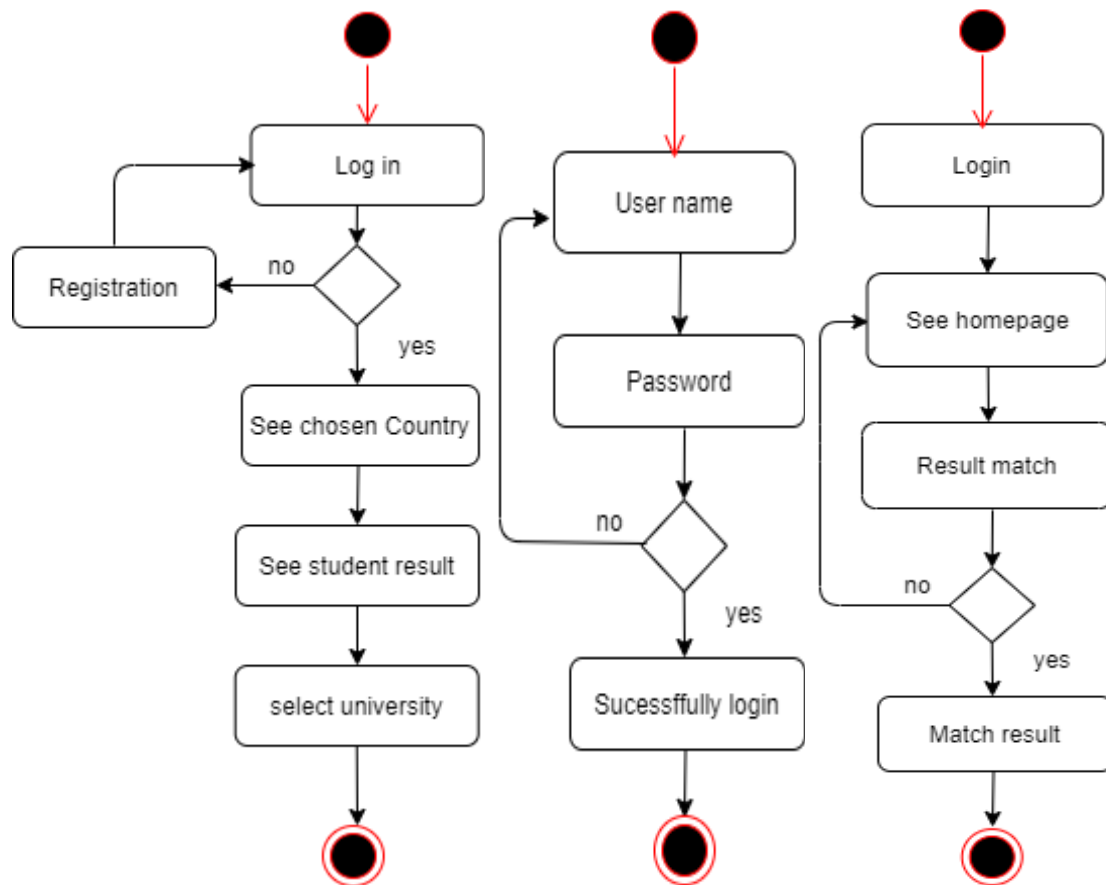 Log in
no
Registration
yes
See chosen Country
See student result
select university
User name
Password
no
yes
Sucessffully login
Login
See homepage
Result match
no
yes
Match result